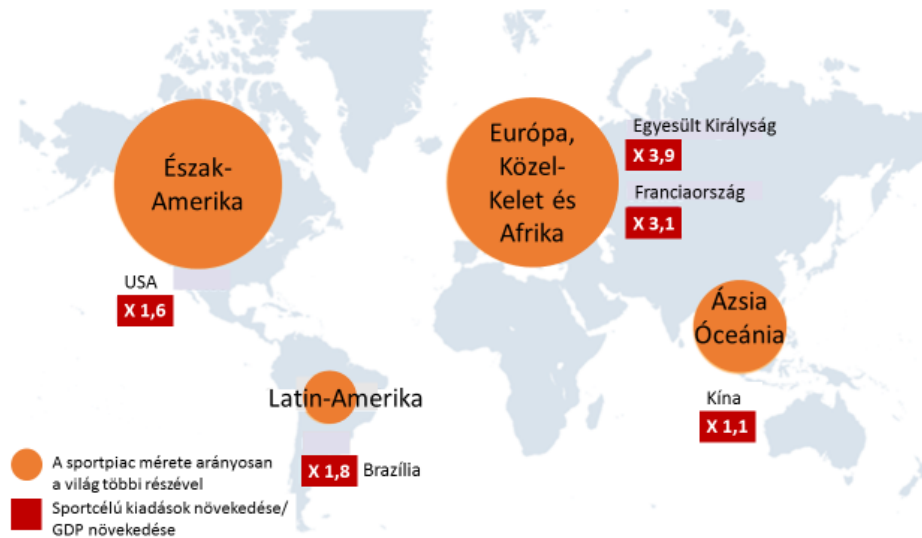 Észak-
Amerika
USA
X 1,6
Európa,
Közel-
Kelet és
Afrika
Egyesült Királyság
X 3,9
Franciaország
X 3,1
Ázsia
Óceánia
Kína
X 1,1
Latin-Amerika
X 1,8 Brazília
A sportpiac mérete arányosan
a világ többi részével
Sportcélú kiadások növekedése/
GDP növekedése